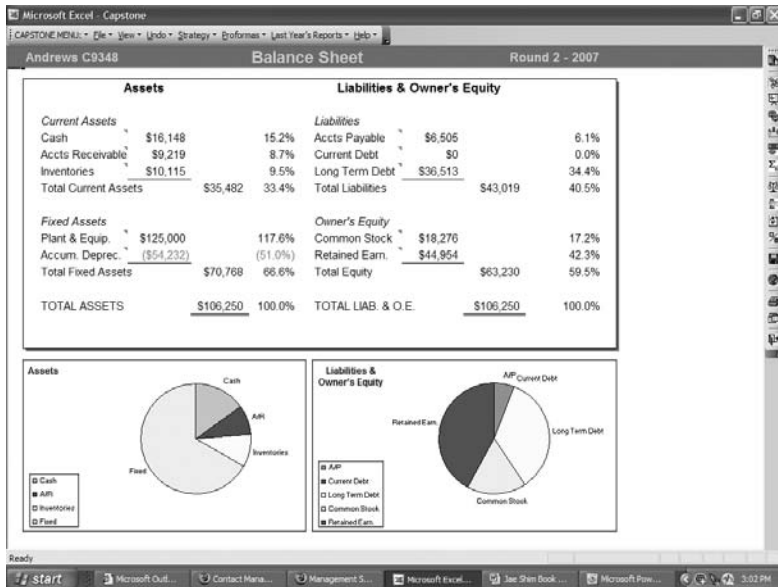 Microsoft Excel - Capstone
CAPSTONE MENU: File View Undo Strategy Proformas Last Year's Reports Help
Andrews C9348 Balance Sheet Round 2 - 2007
Assets Liabilities & Owner's Equity
Current Assets Liabilities
Cash $16,148 15.2% Accts Payable $6,505 6.1%
Accts Receivable $9,219 8.7% Current Debt $0 0.0%
Inventories $10,115 9.5% Long Term Debt $36,513 34.4%
Total Current Assets $35,482 33.4% Total Liabilities $43,019 40.5%
Fixed Assets Owner's Equity
Plant & Equip. $125,000 117.6% Common Stock $18,276 17.2%
Accum. Deprec. ($54,232) (51.0%) Retained Earn. $44,954 42.3%
Total Fixed Assets $70,768 66.6% Total Equity $63,230 59.5%
TOTAL ASSETS $106,250 100.0% TOTAL LIAB. & O.E. $106,250 100.0%
Assets
Cash
A/R
Inventories
Fixed
Cash
A/R
Inventories
Fixed
Liabilities &
Owner's Equity
A/P
Current Debt
Long Term Debt
Common Stock
Retained Earn.
A/P
Current Debt
Long Term Debt
Common Stock
Retained Earn.
Ready
start Microsoft Outl... Contact Mana... Management S... Microsoft Excel... Jae Shim Book ... Microsoft Pow... 3:02 PM